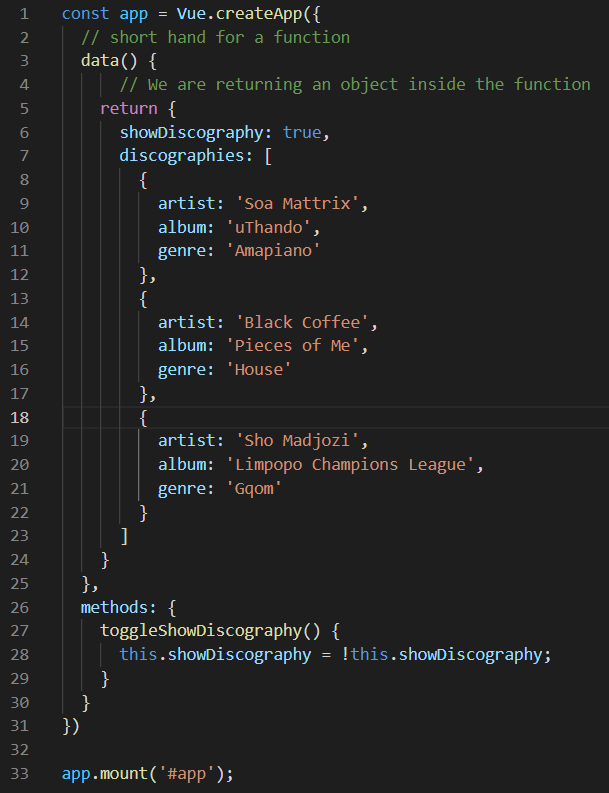 1 const app = Vue.createApp({
2 // short hand for a function
3 data() {
4 // We are returning an object inside the function
5 return {
6 showDiscography: true,
7 discographies: [
8 {
9 artist: 'Soa Mattrix',
10 album: 'uThando',
11 genre: 'Amapiano'
12 },
13 {
14 artist: 'Black Coffee',
15 album: 'Pieces of Me',
16 genre: 'House'
17 },
18 {
19 artist: 'Sho Madjozi',
20 album: 'Limpopo Champions League',
21 genre: 'Gqom'
22 }
23 ]
24 }
25 },
26 methods: {
27 toggleShowDiscography() {
28 this.showDiscography = !this.showDiscography;
29 }
30 }
31 })
32
33 app.mount('#app');